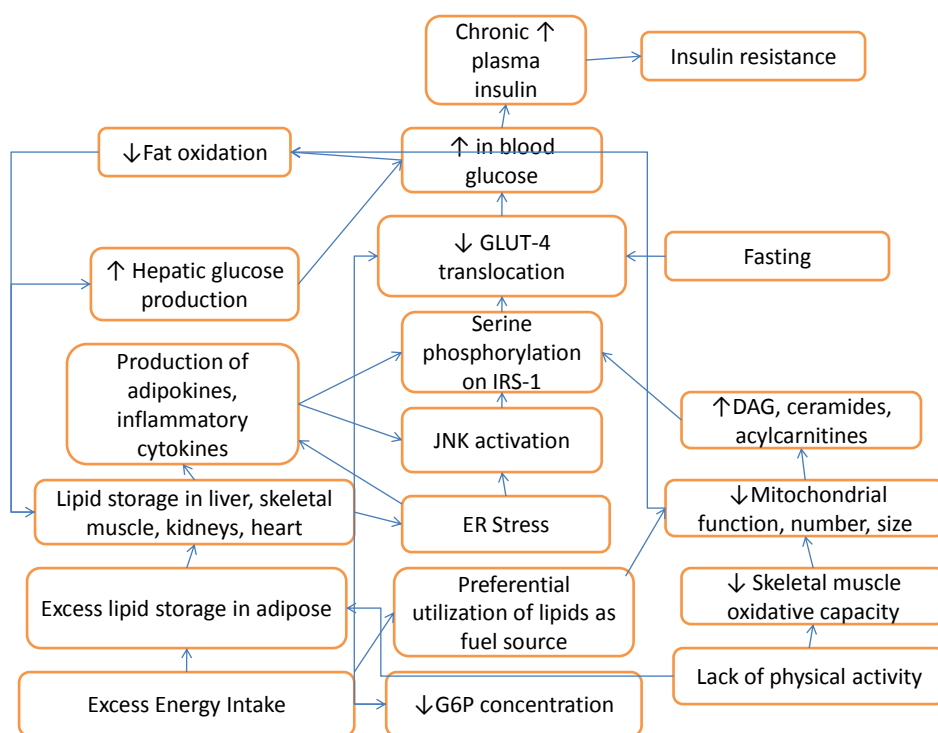 Chronic ↑
plasma
insulin
Insulin resistance
↓Fat oxidation
↑ in blood
glucose
↑ Hepatic glucose
production
↓ GLUT-4
translocation
Fasting
Production of
adipokines,
inflammatory
cytokines
Serine
phosphorylation
on IRS-1
↑DAG, ceramides,
acylcarnitines
JNK activation
Lipid storage in liver, skeletal
muscle, kidneys, heart
ER Stress
↓Mitochondrial
function, number, size
Excess lipid storage in adipose
Preferential
utilization of lipids as
fuel source
↓ Skeletal muscle
oxidative capacity
Excess Energy Intake
↓G6P concentration
Lack of physical activity